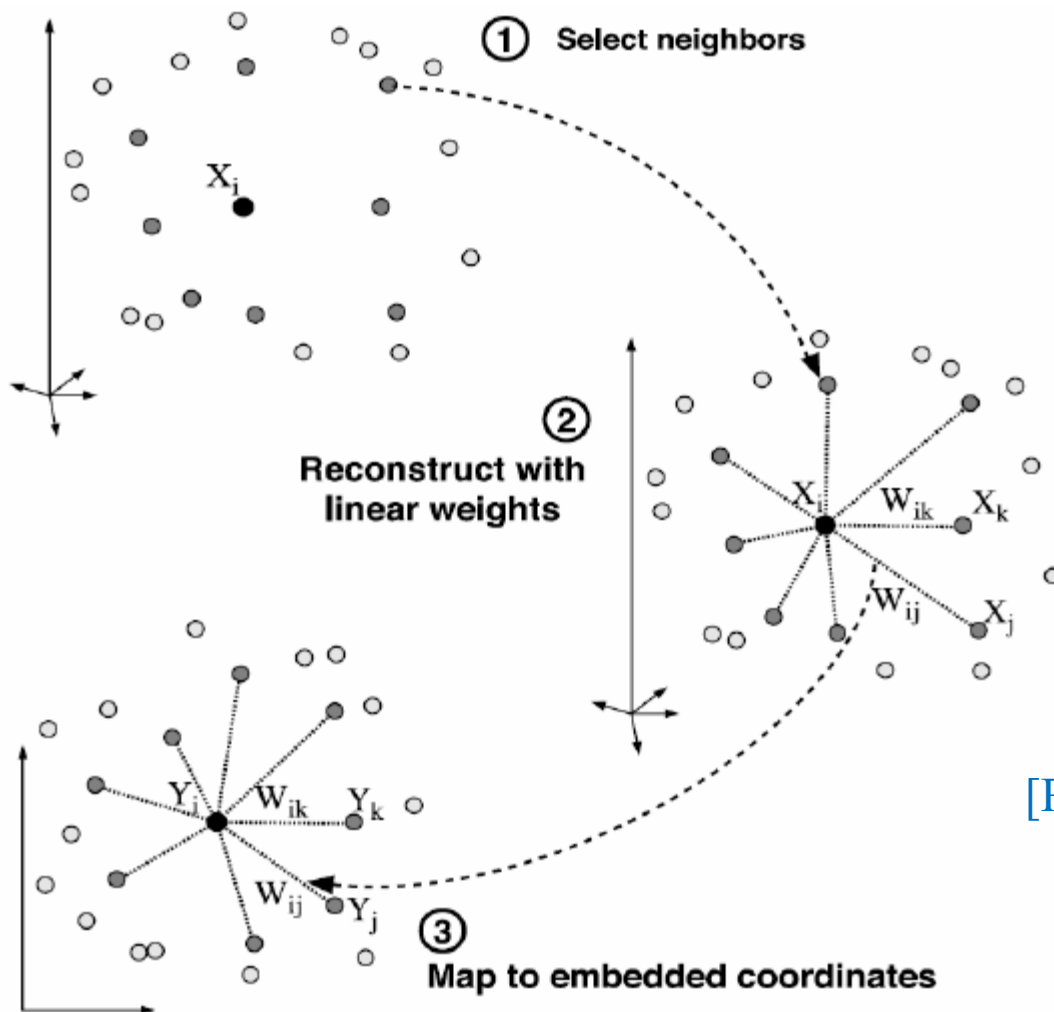 ① Select neighbors
X_i
②
Reconstruct with
linear weights
X_i W_ik X_k
W_ij X_j
Y_i W_ik Y_k
W_ij Y_j
③
Map to embedded coordinates